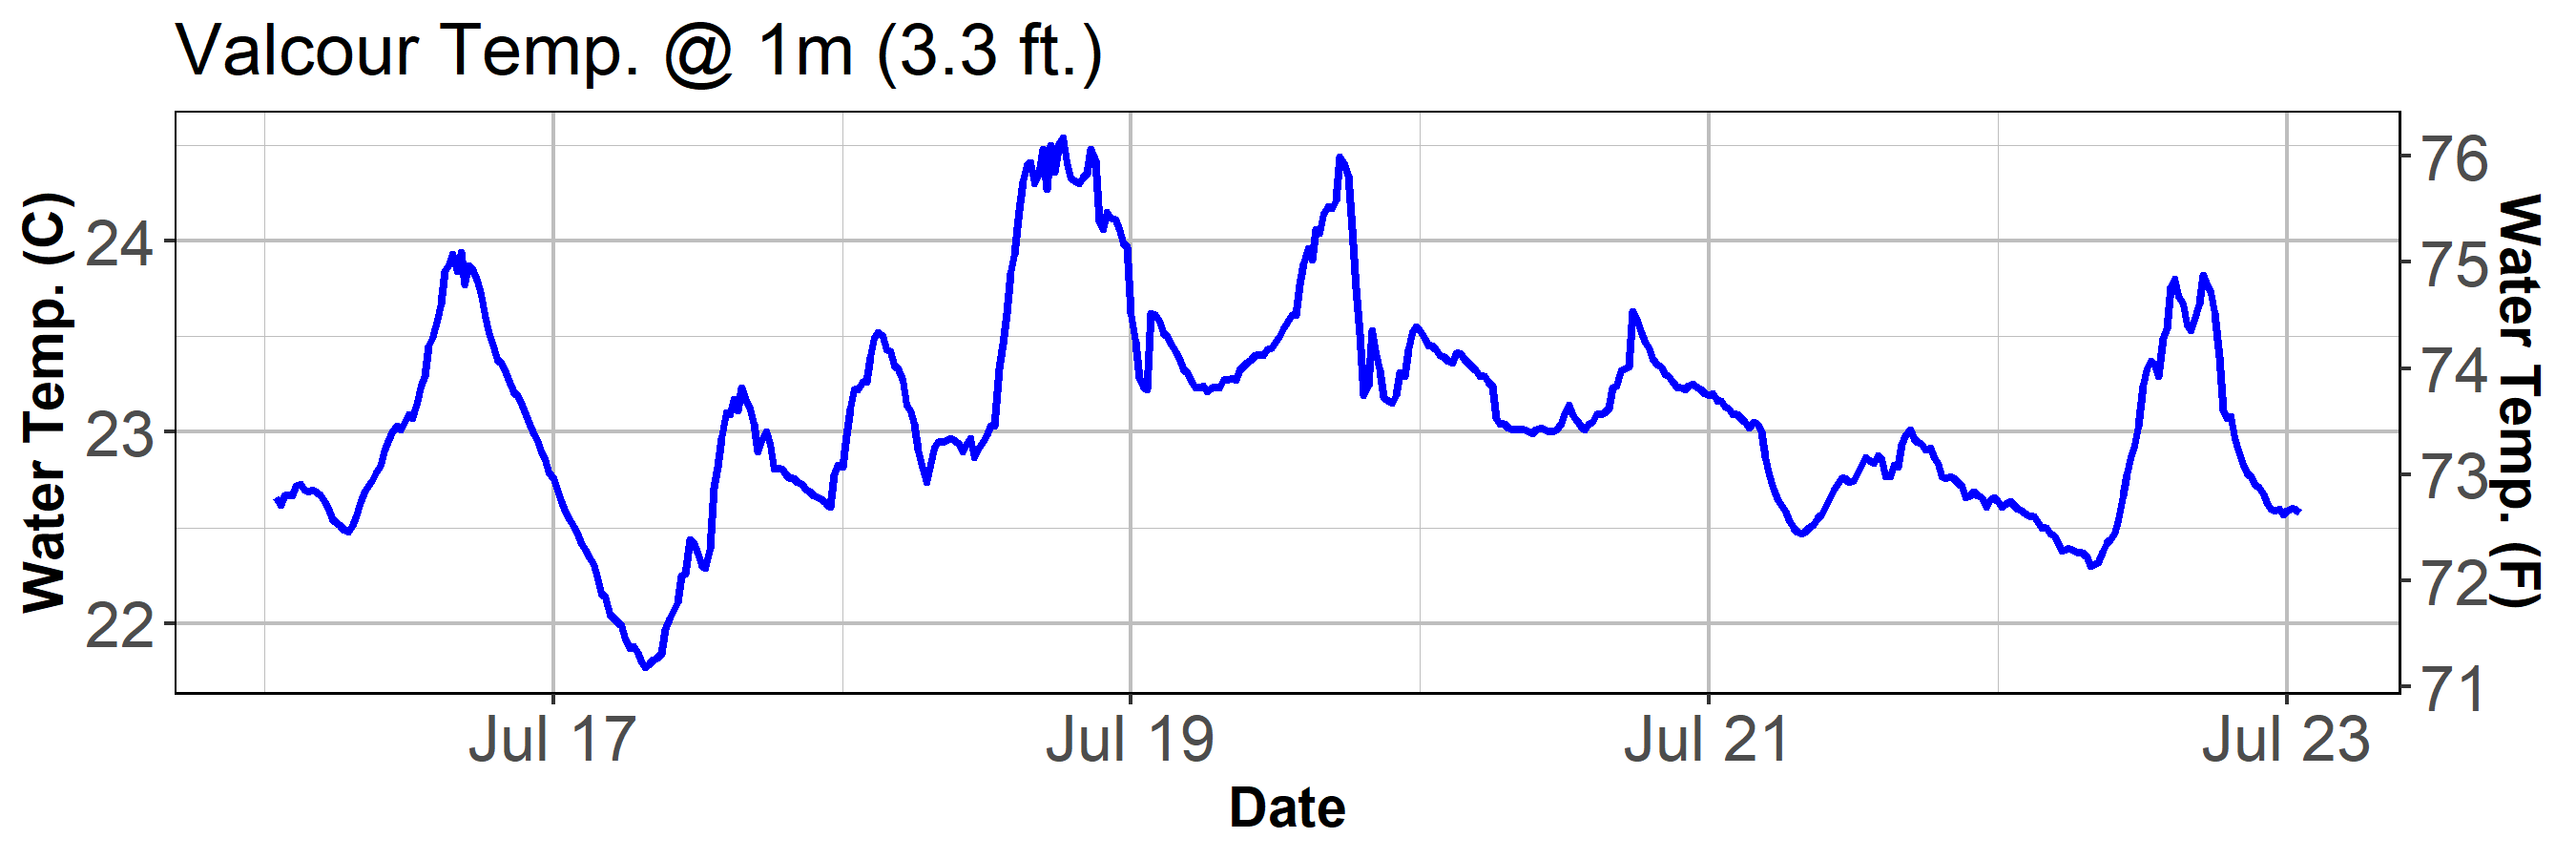 Valcour Temp. @ 1m (3.3 ft.)
Water Temp. (C)
24
23
22
76
75
74
73
72
71
Water Temp. (F)
Jul 17 Jul 19 Jul 21 Jul 23
Date